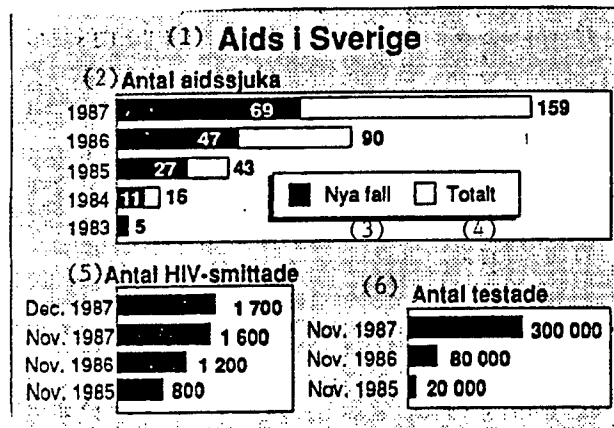 (1) Aids i Sverige
(2) Antal aidssjuka
1987 69 159
1986 47 90
1985 27 43
1984 11 16
1983 5
Nya fall Totalt
(3) (4)
(5) Antal HIV-smittade
Dec. 1987 1 700
Nov. 1987 1 600
Nov. 1986 1 200
Nov. 1985 800
(6) Antal testade
Nov. 1987 300 000
Nov. 1986 80 000
Nov. 1985 20 000